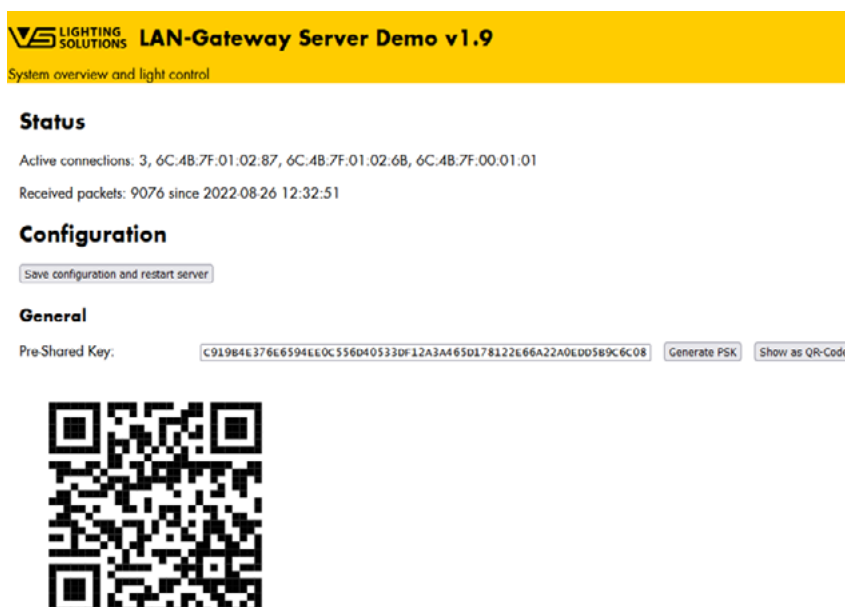 VS LIGHTING SOLUTIONS LAN-Gateway Server Demo v1.9
System overview and light control
Status
Active connections: 3, 6C:4B:7F:01:02:87, 6C:4B:7F:01:02:6B, 6C:4B:7F:00:01:01
Received packets: 9076 since 2022-08-26 12:32:51
Configuration
Save configuration and restart server
General
Pre-Shared Key: C919B4E376E6594EE0C556D40533DF12A3A465D178122E66A22A0EDD5B9C6C08 Generate PSK Show as QR-Code